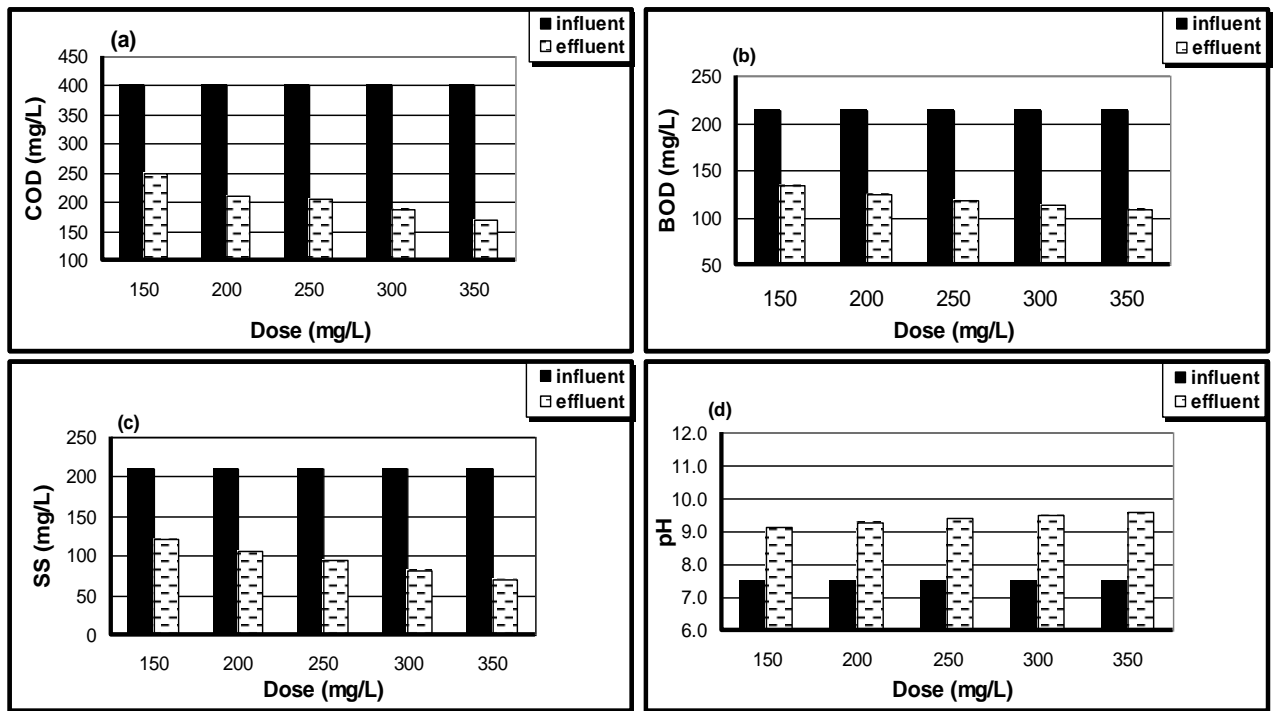 influent
effluent
(a)
COD (mg/L)
450
400
350
300
250
200
150
100
150 200 250 300 350
Dose (mg/L)
influent
effluent
(b)
BOD (mg/L)
250
200
150
100
50
150 200 250 300 350
Dose (mg/L)
influent
effluent
(c)
SS (mg/L)
250
200
150
100
50
0
150 200 250 300 350
Dose (mg/L)
influent
effluent
(d)
pH
12.0
11.0
10.0
9.0
8.0
7.0
6.0
150 200 250 300 350
Dose (mg/L)